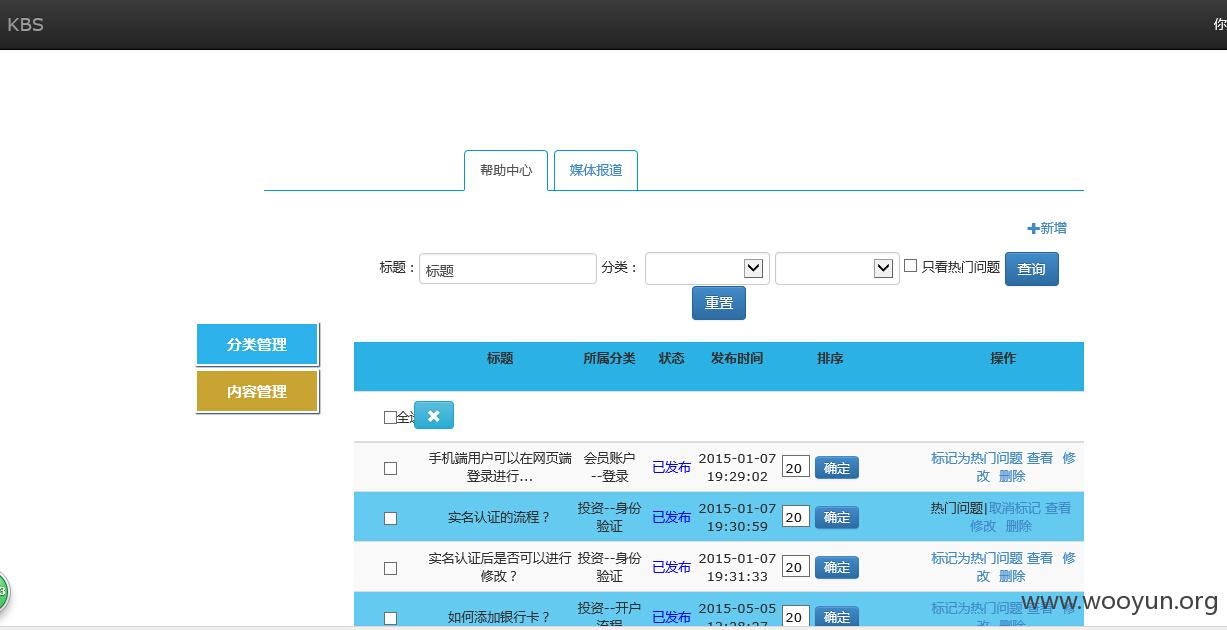 KBS 你
帮助中心 媒体报道
新增
标题： 标题 分类： 只看热门问题 查询
重置
分类管理
内容管理
标题 所属分类 状态 发布时间 排序 操作
全
手机端用户可以在网页端 会员账户 2015-01-07 标记为热门问题 查看 修
登录进行... --登录 已发布 19:29:02 20 确定 改 删除
实名认证的流程？ 投资--身份 已发布 2015-01-07 20 确定 热门问题|取消标记 查看
验证 19:30:59 修改 删除
实名认证后是否可以进行 投资--身份 2015-01-07 标记为热门问题 查看 修
修改？ 验证 已发布 19:31:33 20 确定 改 删除
如何添加银行卡？ 投资--开户 已发布 2015-05-05 20 确定 标记为热门问题 查看 修
www.wooyun.org